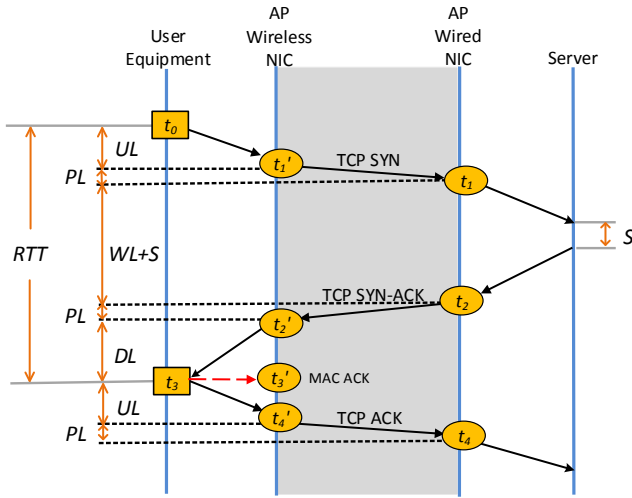 User
Equipment
AP
Wireless
NIC
AP
Wired
NIC
Server
t0
UL
t1'
TCP SYN
PL
t1
S
RTT
WL+S
TCP SYN-ACK
t2
PL
t2'
DL
t3
t3'
MAC ACK
UL
t4'
TCP ACK
PL
t4